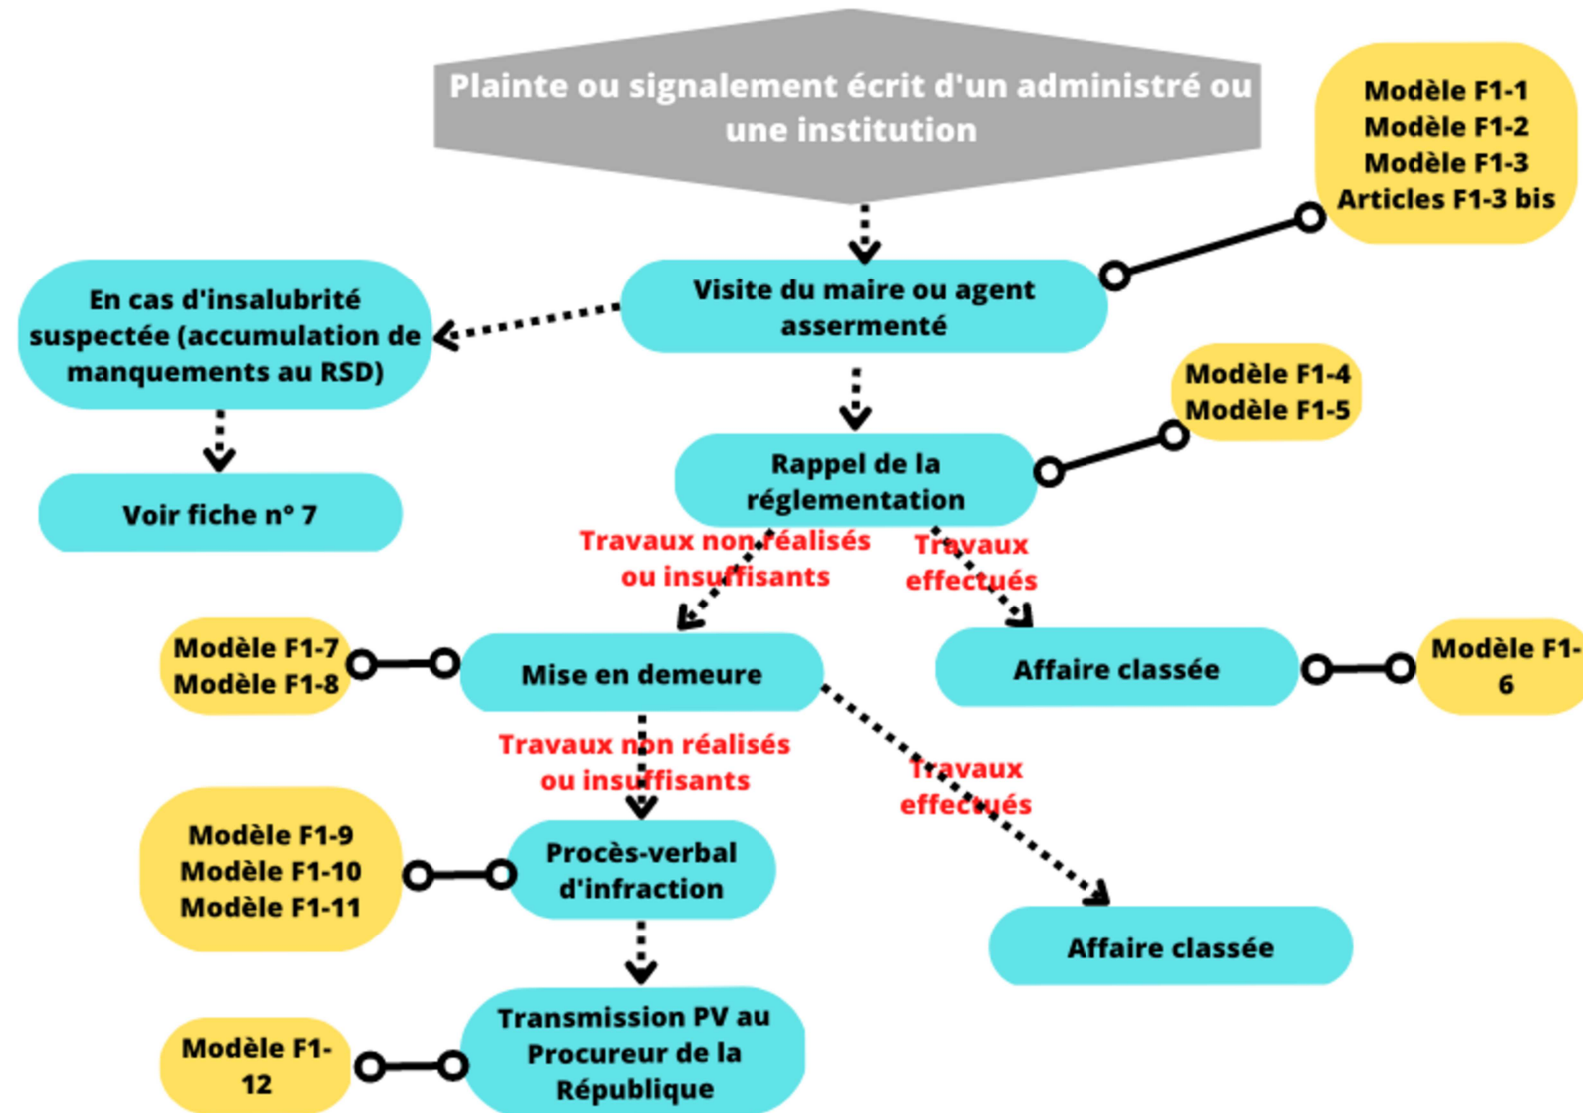 Plainte ou signalement écrit d'un administré ou
une institution
Modèle F1-1
Modèle F1-2
Modèle F1-3
Articles F1-3 bis
Visite du maire ou agent
assermenté
En cas d'insalubrité
suspectée (accumulation de
manquements au RSD)
Voir fiche n° 7
Modèle F1-4
Modèle F1-5
Rappel de la
réglementation
Travaux non réalisés
ou insuffisants
Travaux
effectués
Modèle F1-7
Modèle F1-8
Mise en demeure
Affaire classée
Modèle F1-
6
Travaux non réalisés
ou insuffisants
Travaux
effectués
Modèle F1-9
Modèle F1-10
Modèle F1-11
Procès-verbal
d'infraction
Affaire classée
Modèle F1-
12
Transmission PV au
Procureur de la
République